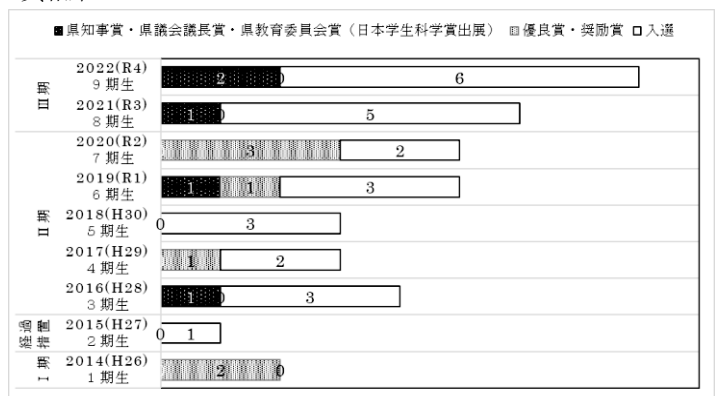 ■県知事賞・県議会議長賞・県教育委員会賞（日本学生科学賞出展） ▥優良賞・奨励賞 □入選
Ⅲ期
2022(R4)
9期生
2 0 6
2021(R3)
8期生
1 0 5
Ⅱ期
2020(R2)
7期生
3 2
2019(R1)
6期生
1 1 3
2018(H30)
5期生
0 3
2017(H29)
4期生
1 2
2016(H28)
3期生
1 0 3
経過措置
2015(H27)
2期生
0 1
Ⅰ期
2014(H26)
1期生
2 0